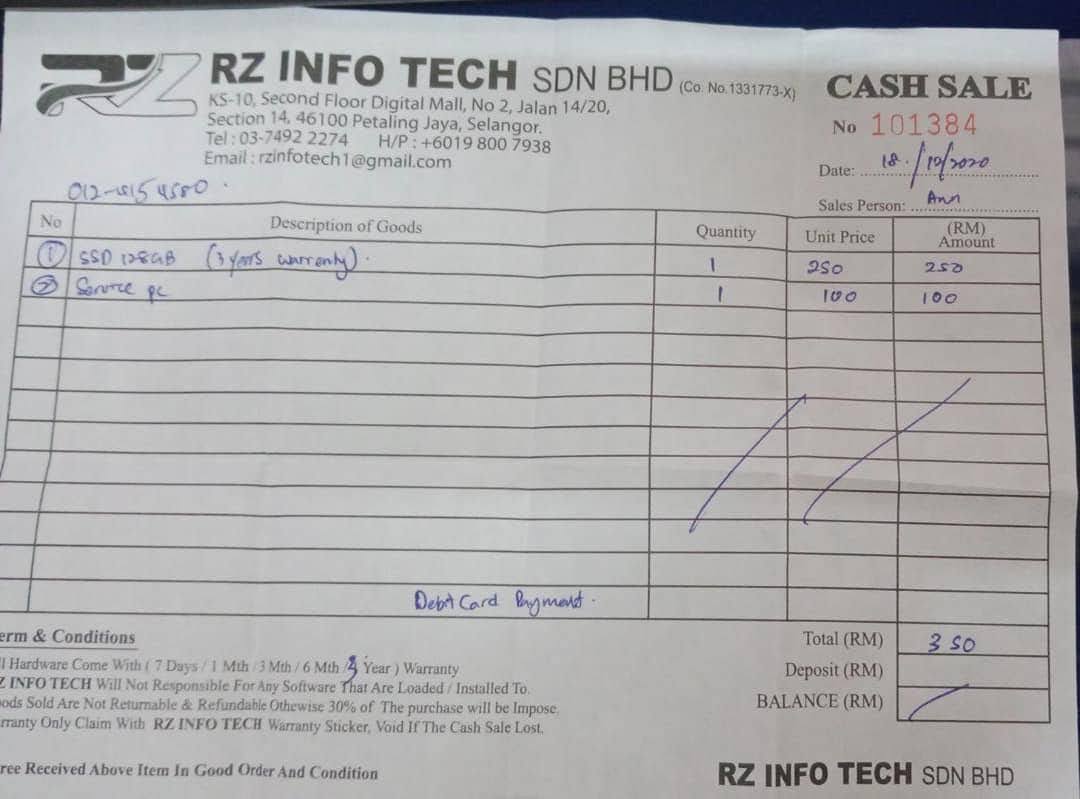 RZ INFO TECH SDN BHD (Co. No.1331773-X)
KS-10, Second Floor Digital Mall, No 2, Jalan 14/20,
Section 14, 46100 Petaling Jaya, Selangor.
Tel : 03-7492 2274 H/P : +6019 800 7938
Email : rzinfotech1@gmail.com
CASH SALE
No 101384
Date: 18./10/2020
Sales Person: Ann
No Description of Goods Quantity Unit Price (RM) Amount
1 SSD 128GB (3 years warrenty). 1 250 250
2 Service pc 1 100 100
Debit Card Payment.
erm & Conditions
Total (RM) 350
l Hardware Come With ( 7 Days / 1 Mth / 3 Mth / 6 Mth / 3 Year ) Warranty
Deposit (RM)
Z INFO TECH Will Not Responsible For Any Software That Are Loaded / Installed To.
ods Sold Are Not Returnable & Refundable Othewise 30% of The purchase will be Impose.
BALANCE (RM)
rranty Only Claim With RZ INFO TECH Warranty Sticker, Void If The Cash Sale Lost.
ree Received Above Item In Good Order And Condition
RZ INFO TECH SDN BHD